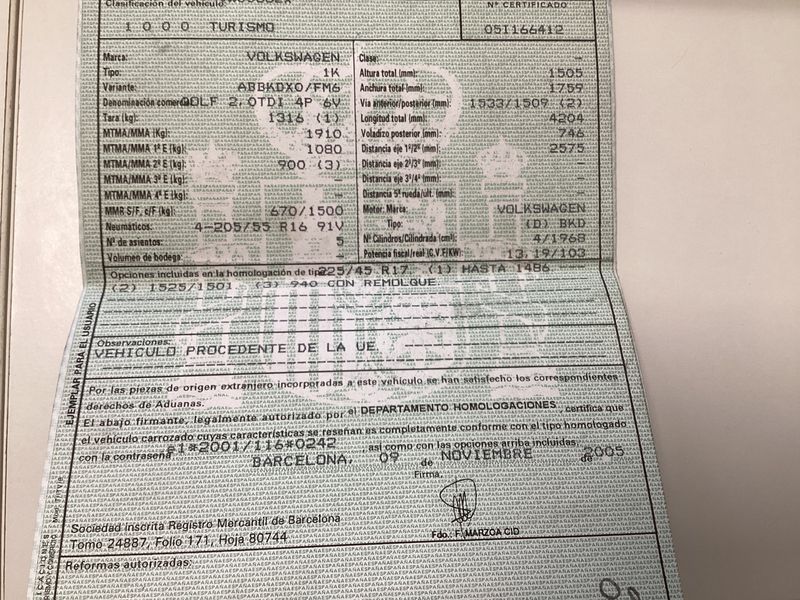 Clasificación del vehículo:
Nº CERTIFICADO
1 0 0 0 TURISMO
05I166412
Marca: VOLKSWAGEN
Tipo: 1K
Variante: ABBKDX0/FM6
Denominación comercial: GOLF 2.0TDI 4P 6V
Tara (kg): 1316 (1)
MTMA/MMA (Kg): 1910
MTMA/MMA 1º E (kg): 1080
MTMA/MMA 2º E (kg): 900 (3)
MTMA/MMA 3º E (kg): -
MTMA/MMA 4º E (kg): -
MMR S/F, c/F (kg): 670/1500
Neumáticos: 4-205/55 R16 91V
Nº de asientos: 5
Volumen de bodega: -
Clase: -
Altura total (mm): 1505
Anchura total (mm): 1759
Via anterior/posterior (mm): 1533/1509 (2)
Longitud total (mm): 4204
Voladizo posterior (mm): 746
Distancia eje 1º/2º (mm): 2575
Distancia eje 2º/3º (mm): -
Distancia eje 3º/4º (mm): -
Distancia 5ª rueda/últ. (mm): -
Motor: Marca: VOLKSWAGEN
Tipo: (D) BKD
Nº Cilindros/Cilindrada (cm³): 4/1968
Potencia fiscal/real (C.V.F/KW): 13,19/103
Opciones incluidas en la homologación de tipo: 225/45 R17. (1) HASTA 1486
(2) 1525/1501. (3) 940 CON REMOLQUE.
Observaciones:
VEHICULO PROCEDENTE DE LA UE
Por las piezas de origen extranjero incorporadas a este vehículo se han satisfecho los correspondientes
derechos de Aduanas.
El abajo firmante, legalmente autorizado por el DEPARTAMENTO HOMOLOGACIONES, certifica que
el vehículo carrozado cuyas características se reseñan es completamente conforme con el tipo homologado
con la contraseña e1*2001/116*0242, así como con las opciones arriba incluidas.
BARCELONA, 09 de NOVIEMBRE de 2005
Firma,
Fdo.: F. MARZOA CID
Sociedad inscrita Registro Mercantil de Barcelona
Tomo 24887, Folio 171, Hoja 80744
Reformas autorizadas:
EJEMPLAR PARA EL USUARIO